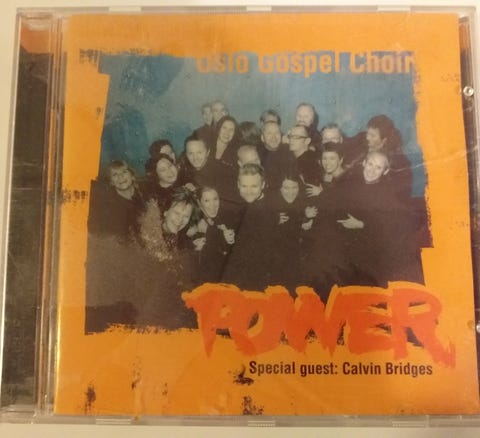 Oslo Gospel Choir
POWER
Special guest: Calvin Bridges